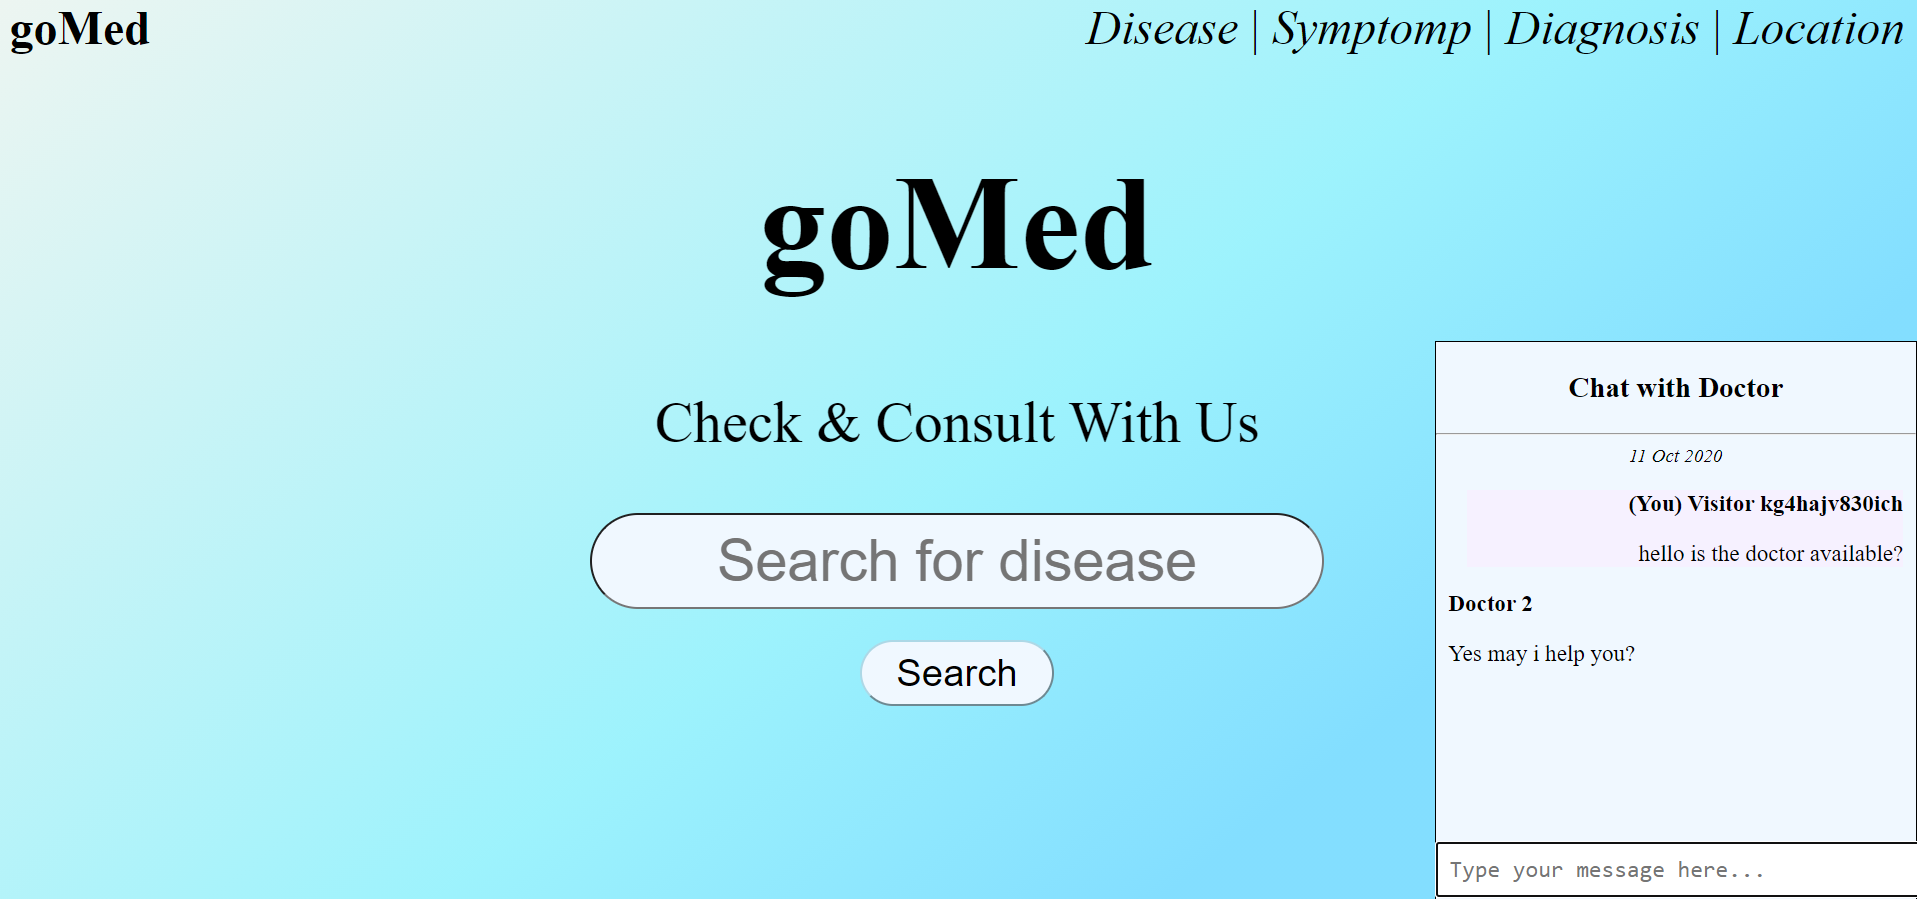 goMed
Disease | Symptomp | Diagnosis | Location
goMed
Check & Consult With Us
Search for disease
Search
Chat with Doctor
11 Oct 2020
(You) Visitor kg4hajv830ich
hello is the doctor available?
Doctor 2
Yes may i help you?
Type your message here...